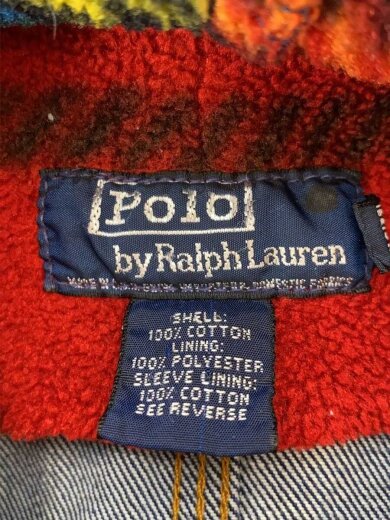 Polo
by Ralph Lauren
SHELL:
100% COTTON
LINING:
100% POLYESTER
SLEEVE LINING:
100% COTTON
SEE REVERSE